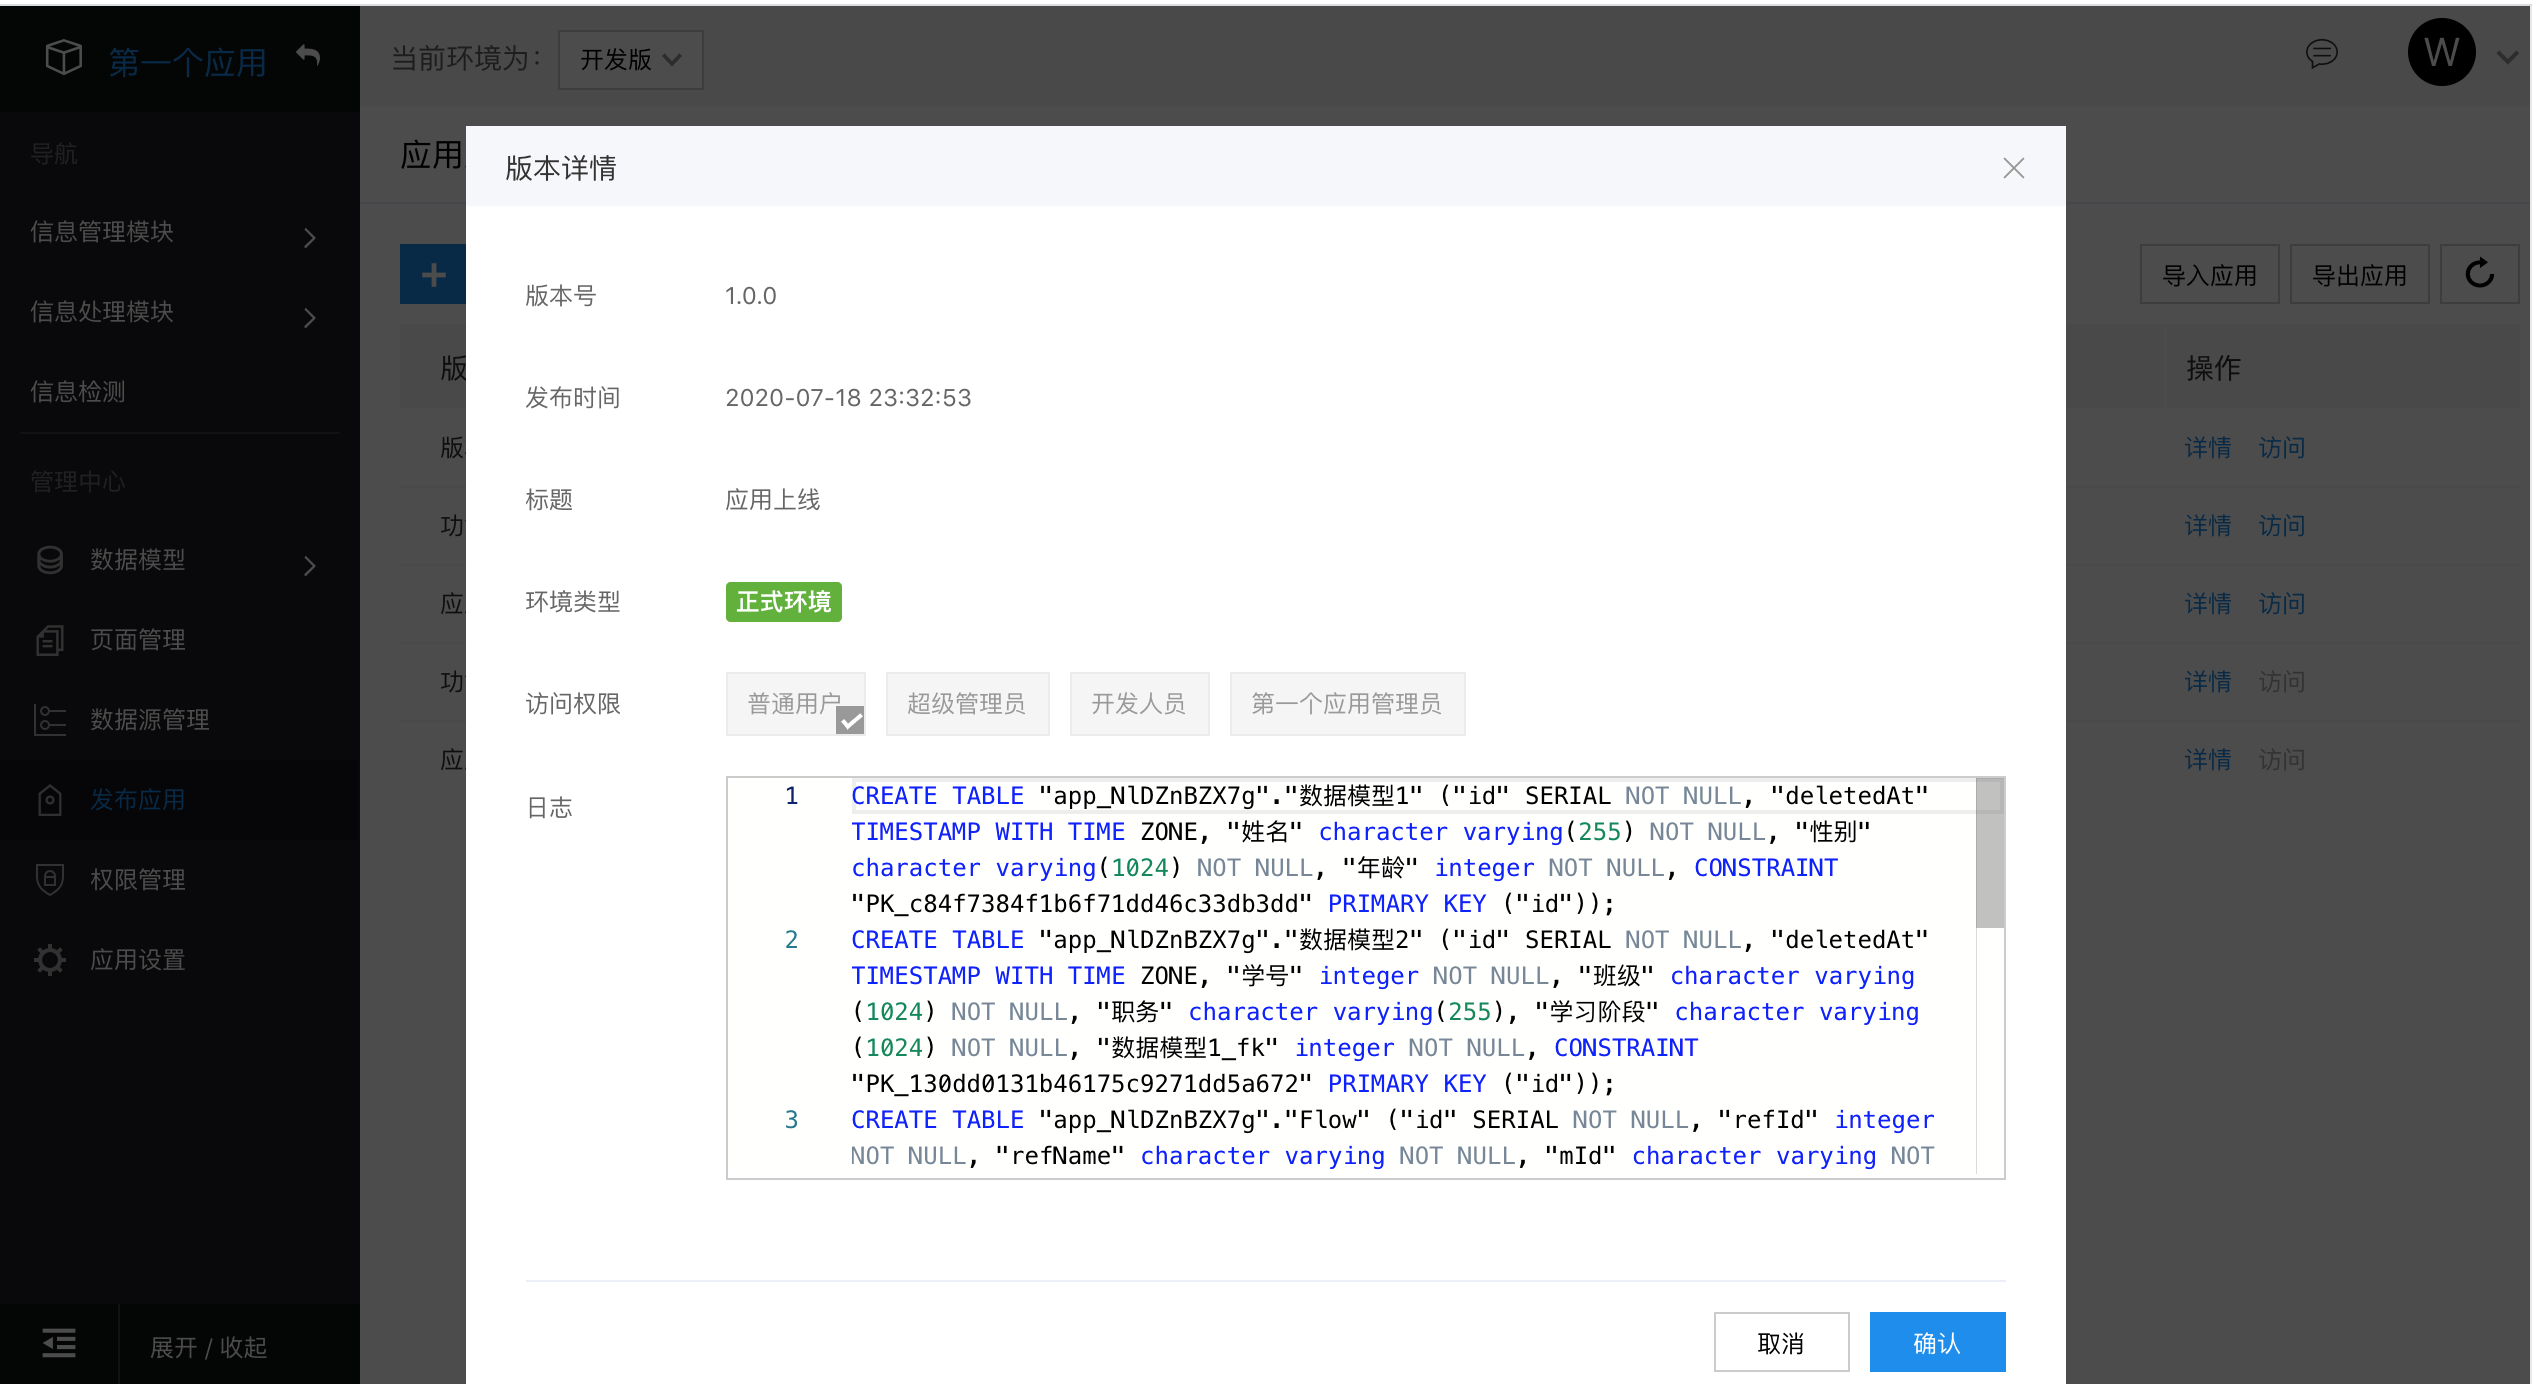 第一个应用
当前环境为：
开发版
W
导航
信息管理模块
信息处理模块
信息检测
管理中心
数据模型
页面管理
数据源管理
发布应用
权限管理
应用设置
展开 / 收起
应用
导入应用
导出应用
版
操作
版
详情 访问
功
详情 访问
应
详情 访问
功
详情 访问
应
详情 访问
版本详情
版本号 1.0.0
发布时间 2020-07-18 23:32:53
标题 应用上线
环境类型 正式环境
访问权限 普通用户 超级管理员 开发人员 第一个应用管理员
日志
1 CREATE TABLE "app_NlDZnBZX7g"."数据模型1" ("id" SERIAL NOT NULL, "deletedAt"
TIMESTAMP WITH TIME ZONE, "姓名" character varying(255) NOT NULL, "性别"
character varying(1024) NOT NULL, "年龄" integer NOT NULL, CONSTRAINT
"PK_c84f7384f1b6f71dd46c33db3dd" PRIMARY KEY ("id"));
2 CREATE TABLE "app_NlDZnBZX7g"."数据模型2" ("id" SERIAL NOT NULL, "deletedAt"
TIMESTAMP WITH TIME ZONE, "学号" integer NOT NULL, "班级" character varying
(1024) NOT NULL, "职务" character varying(255), "学习阶段" character varying
(1024) NOT NULL, "数据模型1_fk" integer NOT NULL, CONSTRAINT
"PK_130dd0131b46175c9271dd5a672" PRIMARY KEY ("id"));
3 CREATE TABLE "app_NlDZnBZX7g"."Flow" ("id" SERIAL NOT NULL, "refId" integer
NOT NULL, "refName" character varying NOT NULL, "mId" character varying NOT
取消 确认